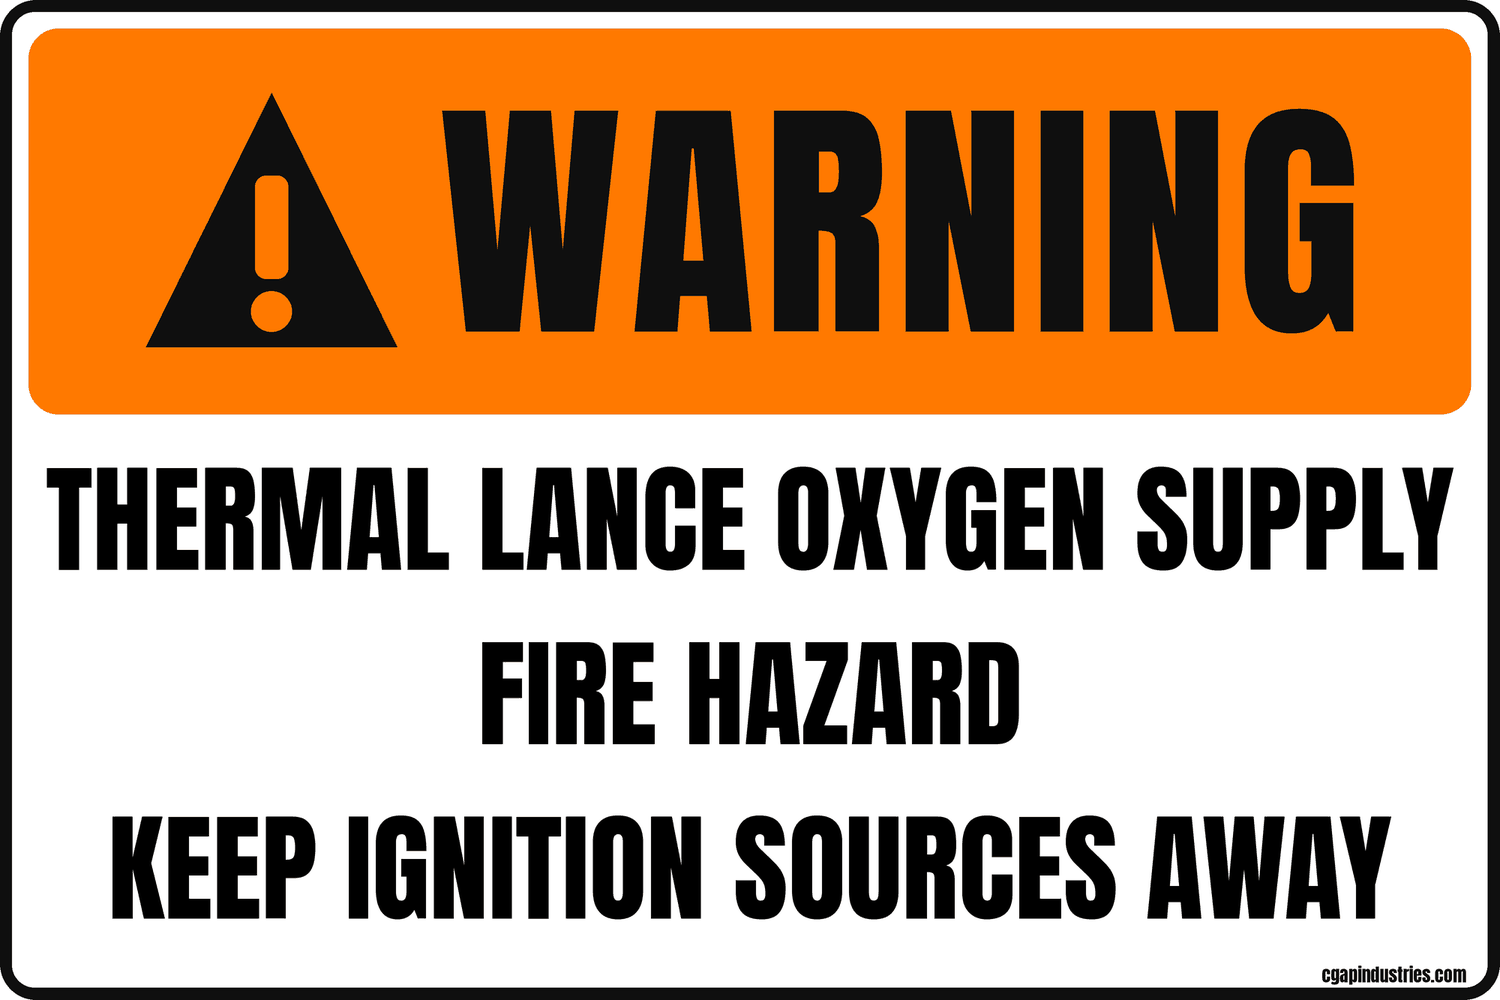 WARNING
THERMAL LANCE OXYGEN SUPPLY
FIRE HAZARD
KEEP IGNITION SOURCES AWAY
cgapindustries.com